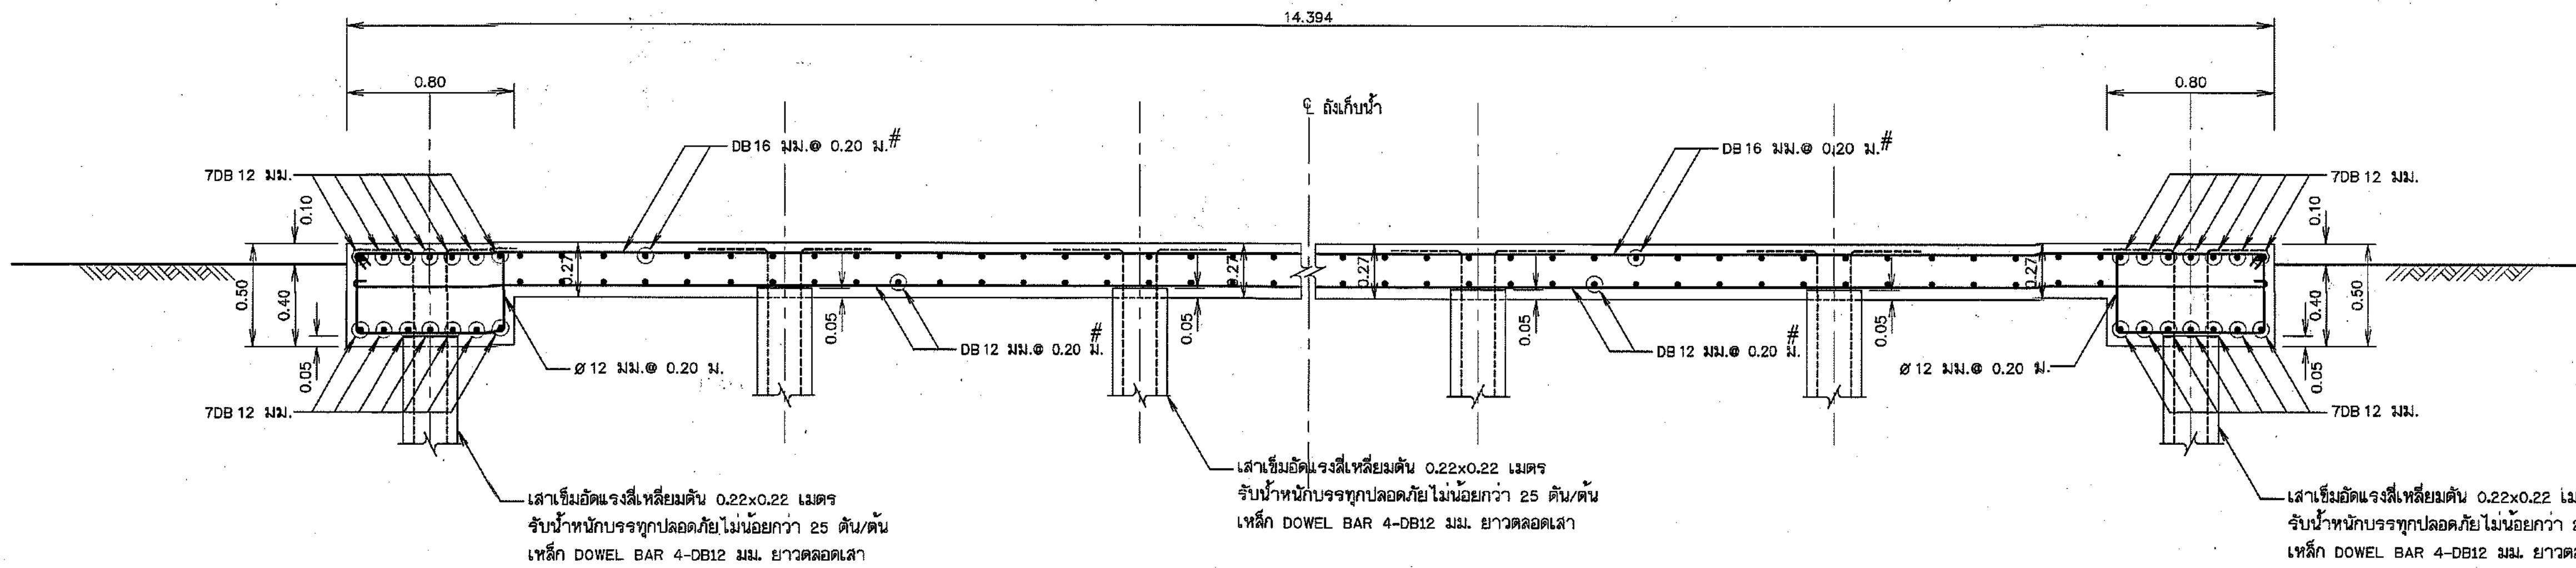 14.394
0.80
0.80
℄ ถังเก็บน้ำ
DB 16 มม.@ 0.20 ม.#
DB 16 มม.@ 0.20 ม.#
7DB 12 มม.
7DB 12 มม.
0.10
0.10
0.50
0.40
0.05
0.27
0.27
0.27
0.27
0.40
0.50
0.05
0.05
0.05
0.05
0.05
DB 12 มม.@ 0.20 ม.#
DB 12 มม.@ 0.20 ม.#
Ø 12 มม.@ 0.20 ม.
Ø 12 มม.@ 0.20 ม.
7DB 12 มม.
7DB 12 มม.
เสาเข็มอัดแรงสี่เหลี่ยมตัน 0.22x0.22 เมตร
รับน้ำหนักบรรทุกปลอดภัยไม่น้อยกว่า 25 ตัน/ต้น
เหล็ก DOWEL BAR 4-DB12 มม. ยาวตลอดเสา
เสาเข็มอัดแรงสี่เหลี่ยมตัน 0.22x0.22 เมตร
รับน้ำหนักบรรทุกปลอดภัยไม่น้อยกว่า 25 ตัน/ต้น
เหล็ก DOWEL BAR 4-DB12 มม. ยาวตลอดเสา
เสาเข็มอัดแรงสี่เหลี่ยมตัน 0.22x0.22
รับน้ำหนักบรรทุกปลอดภัยไม่น้อยกว่า
เหล็ก DOWEL BAR 4-DB12 มม.